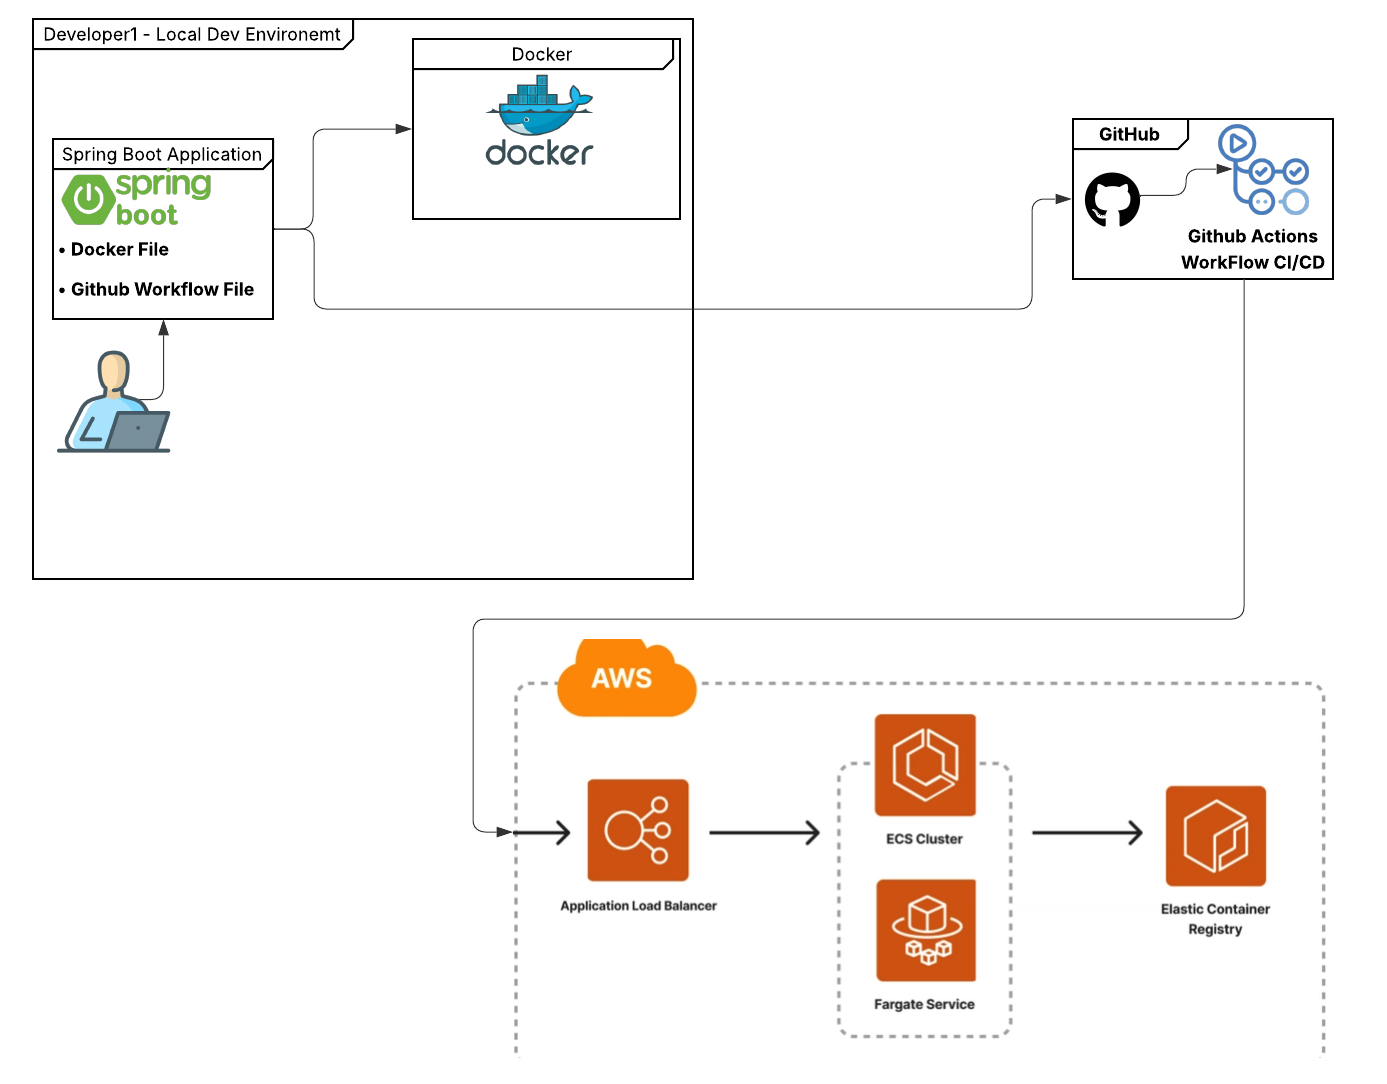 Developer1 - Local Dev Environemt
Docker
docker
Spring Boot Application
spring
boot
• Docker File
• Github Workflow File
GitHub
Github Actions
WorkFlow CI/CD
AWS
Application Load Balancer
ECS Cluster
Fargate Service
Elastic Container
Registry